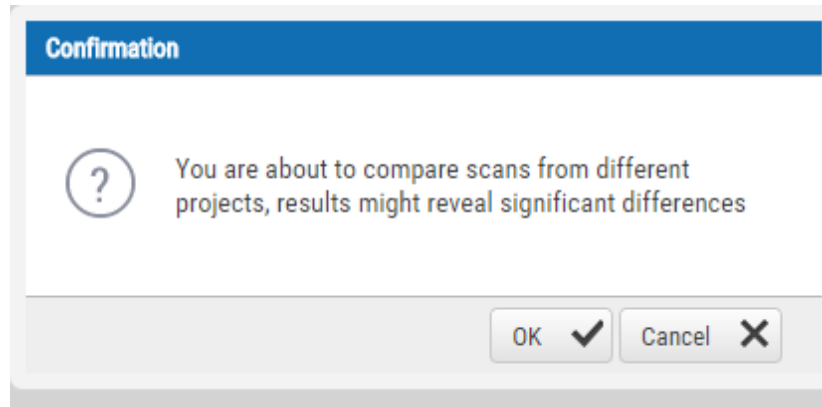 Confirmation
?
You are about to compare scans from different
projects, results might reveal significant differences
OK
Cancel